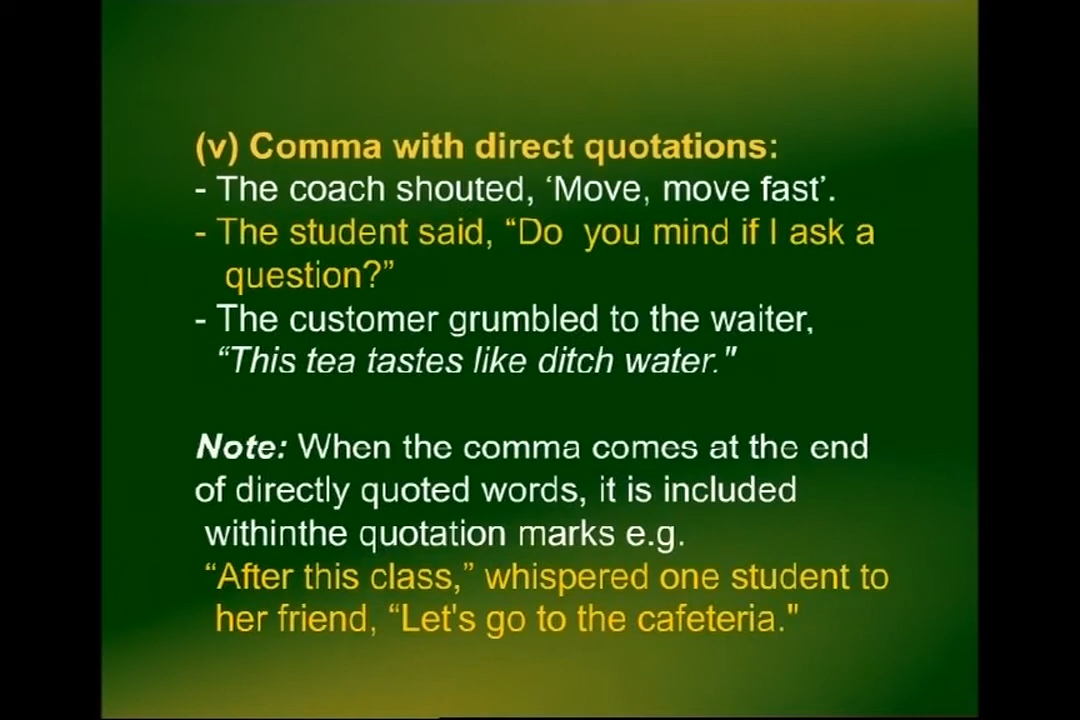 (v) Comma with direct quotations:
- The coach shouted, ‘Move, move fast’.
- The student said, “Do  you mind if I ask a
question?”
- The customer grumbled to the waiter,
“This tea tastes like ditch water."
Note: When the comma comes at the end
of directly quoted words, it is included
withinthe quotation marks e.g.
“After this class,” whispered one student to
her friend, “Let's go to the cafeteria."